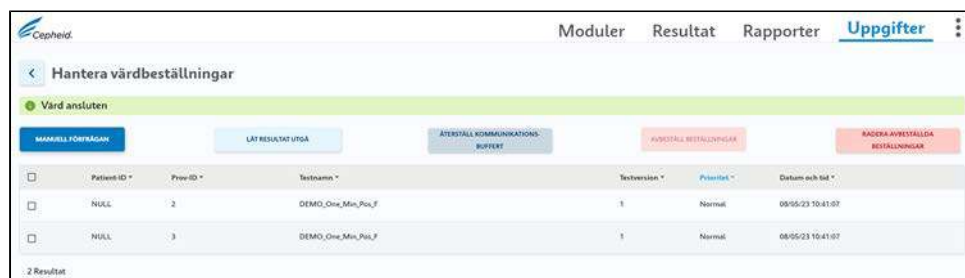 Cepheid.
Moduler Resultat Rapporter Uppgifter
Hantera värdbeställningar
Värd ansluten
MANUELL FÖRFRÅGAN LÅT RESULTAT UTGÅ ÅTERSTÄLL KOMMUNIKATIONS-
BUFFERT AVBESTÄLL BESTÄLLNINGAR RADERA AVBESTÄLLDA
BESTÄLLNINGAR
Patient-ID Prov-ID Testnamn Testversion Prioritet Datum och tid
NULL 2 DEMO_One_Min_Pos_F 1 Normal 08/05/23 10:41:07
NULL 3 DEMO_One_Min_Pos_F 1 Normal 08/05/23 10:41:07
2 Resultat